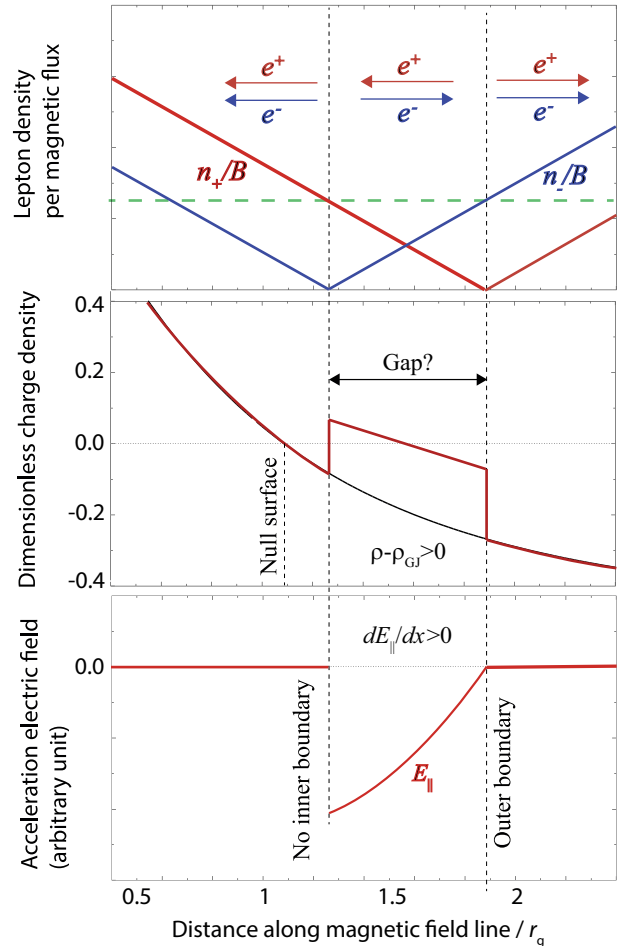 Lepton density
per magnetic flux
e⁺ e⁺ e⁺
e⁻ e⁻ e⁻
n₊/B n₋/B
Dimensionless charge density
0.4
0.2
0.0
-0.2
-0.4
Gap?
Null surface
ρ-ρGJ>0
Acceleration electric field
(arbitrary unit)
0.0
dE||/dx>0
No inner boundary
E||
Outer boundary
0.5 1 1.5 2
Distance along magnetic field line / rg